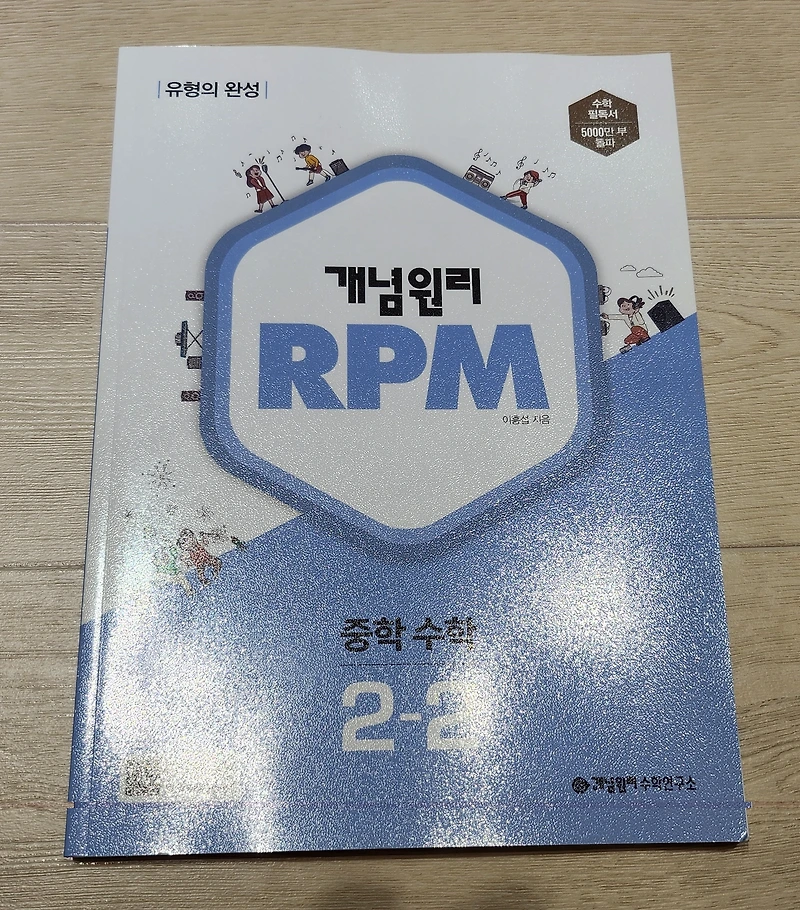 유형의 완성
수학
필독서
5000만 부
돌파
개념원리
RPM
이홍섭 지음
중학 수학
2-2
개념원리 수학연구소